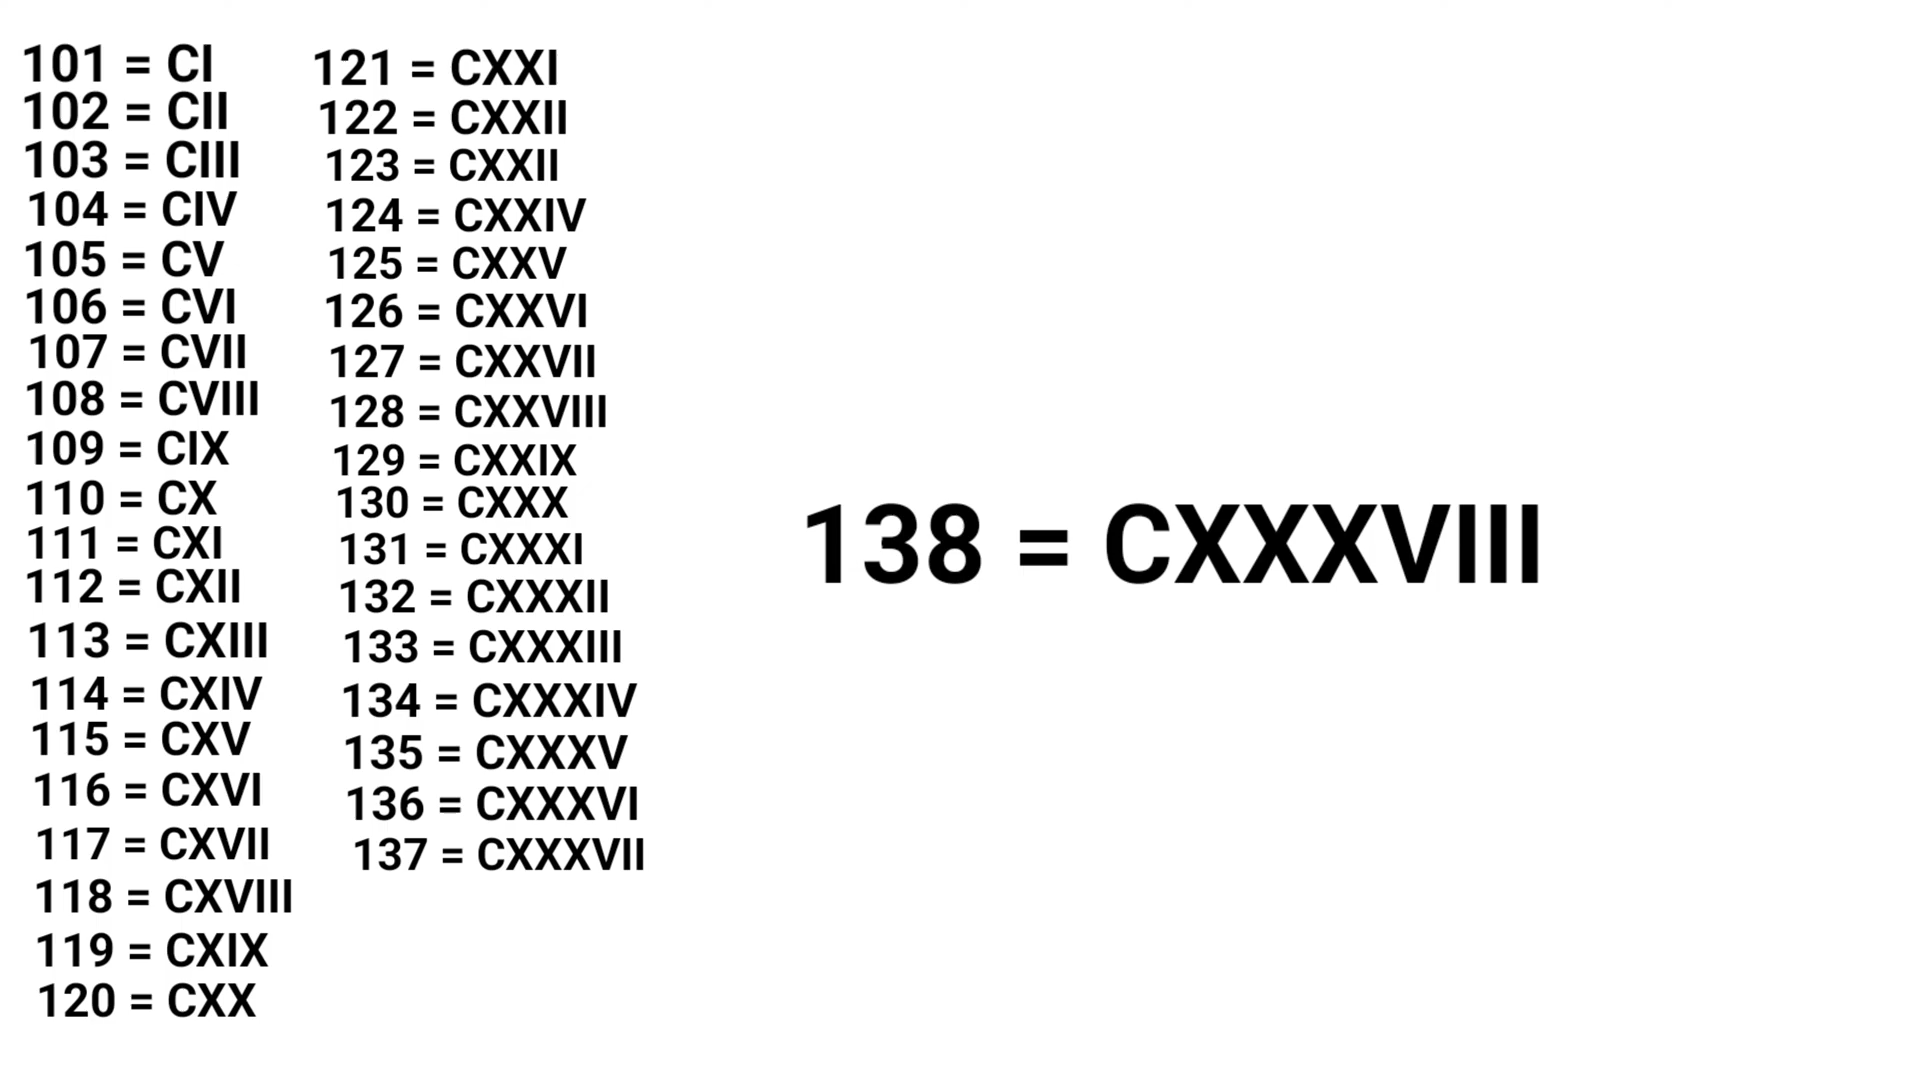 101 = CI
102 = CII
103 = CIII
104 = CIV
105 = CV
106 = CVI
107 = CVII
108 = CVIII
109 = CIX
110 = CX
111 = CXI
112 = CXII
113 = CXIII
114 = CXIV
115 = CXV
116 = CXVI
117 = CXVII
118 = CXVIII
119 = CXIX
120 = CXX
121 = CXXI
122 = CXXII
123 = CXXII
124 = CXXIV
125 = CXXV
126 = CXXVI
127 = CXXVII
128 = CXXVIII
129 = CXXIX
130 = CXXX
131 = CXXXI
132 = CXXXII
133 = CXXXIII
134 = CXXXIV
135 = CXXXV
136 = CXXXVI
137 = CXXXVII
138 = CXXXVIII